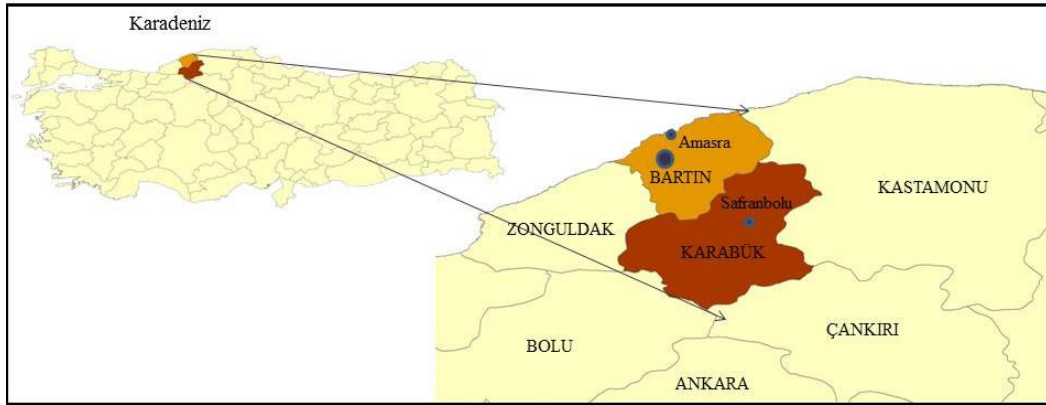 Karadeniz
Amasra
BARTIN
KASTAMONU
Safranbolu
ZONGULDAK
KARABÜK
ÇANKIRI
BOLU
ANKARA